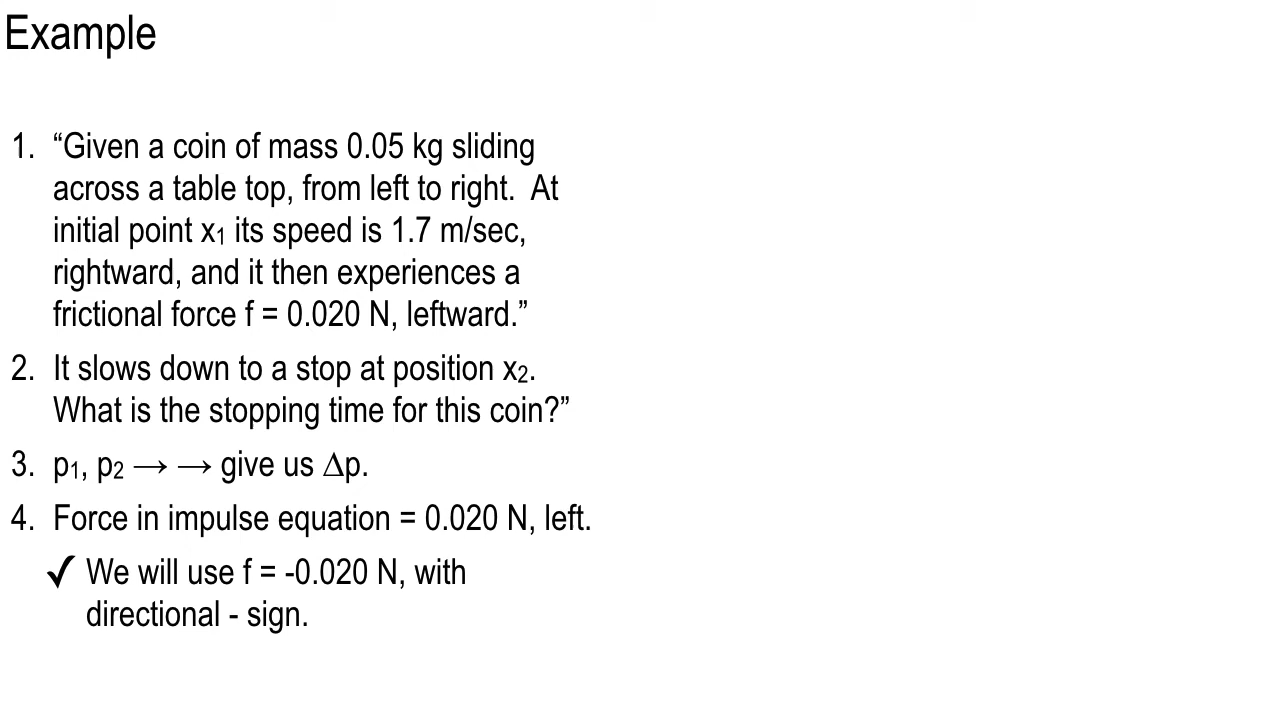 Example
1. “Given a coin of mass 0.05 kg sliding
across a table top, from left to right.  At
initial point x₁ its speed is 1.7 m/sec,
rightward, and it then experiences a
frictional force f = 0.020 N, leftward.”
2. It slows down to a stop at position x₂.
What is the stopping time for this coin?”
3. p₁, p₂ → → give us Δp.
4. Force in impulse equation = 0.020 N, left.
✓ We will use f = -0.020 N, with
directional - sign.